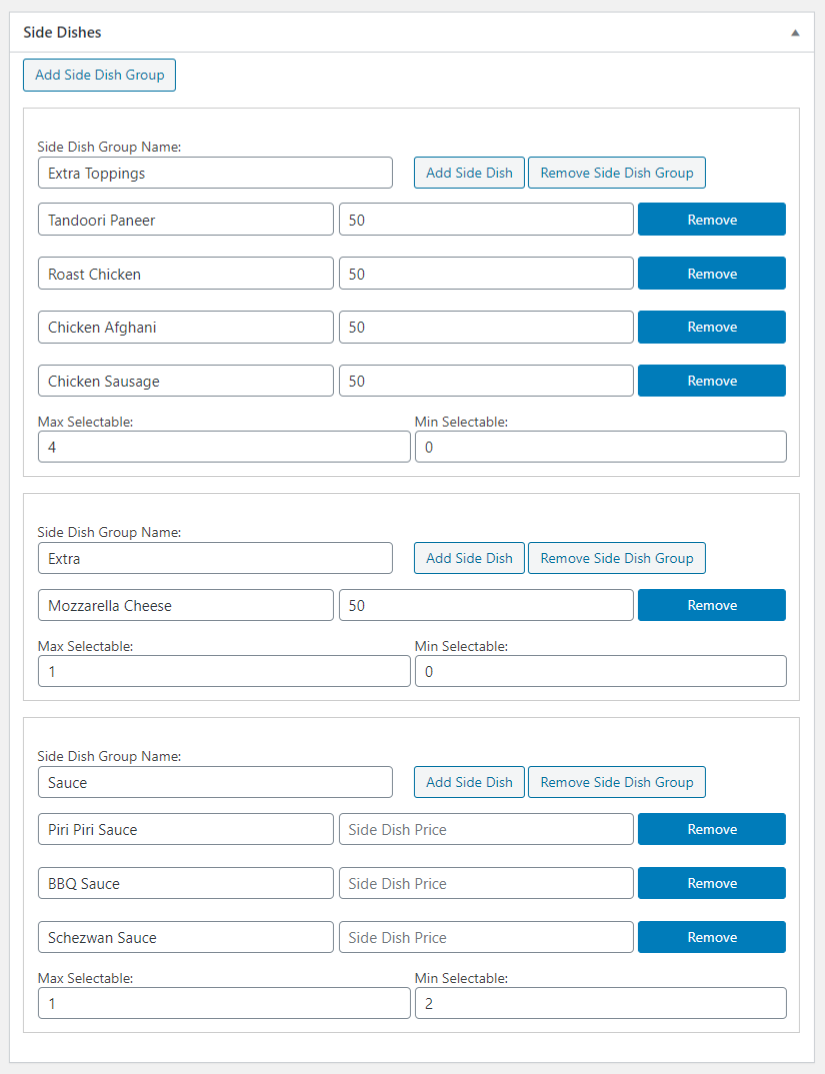 Side Dishes
Add Side Dish Group
Side Dish Group Name:
Extra Toppings Add Side Dish Remove Side Dish Group
Tandoori Paneer 50 Remove
Roast Chicken 50 Remove
Chicken Afghani 50 Remove
Chicken Sausage 50 Remove
Max Selectable: Min Selectable:
4 0
Side Dish Group Name:
Extra Add Side Dish Remove Side Dish Group
Mozzarella Cheese 50 Remove
Max Selectable: Min Selectable:
1 0
Side Dish Group Name:
Sauce Add Side Dish Remove Side Dish Group
Piri Piri Sauce Side Dish Price Remove
BBQ Sauce Side Dish Price Remove
Schezwan Sauce Side Dish Price Remove
Max Selectable: Min Selectable:
1 2